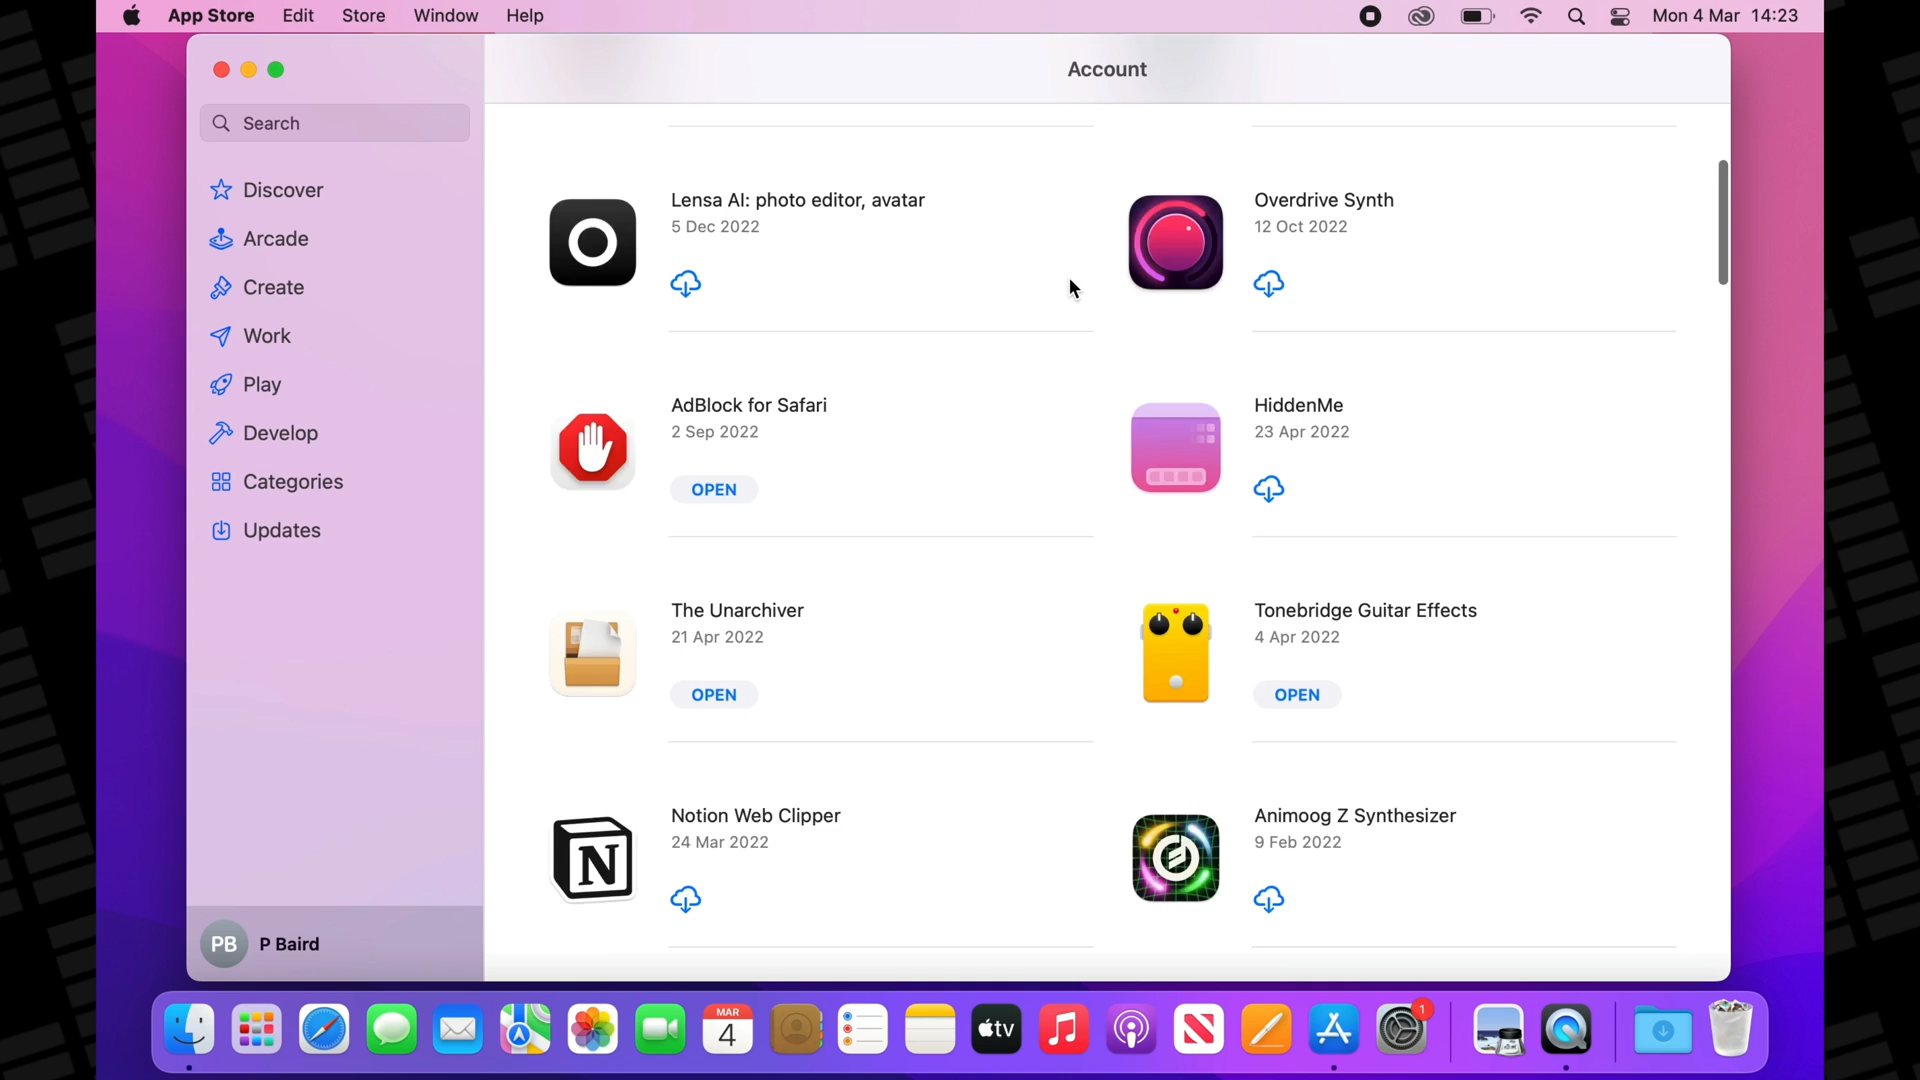 App Store Edit Store Window Help Mon 4 Mar 14:23
Account
Search
Discover
Arcade
Create
Work
Play
Develop
Categories
Updates
PB P Baird
Lensa AI: photo editor, avatar
5 Dec 2022
Overdrive Synth
12 Oct 2022
AdBlock for Safari
2 Sep 2022
OPEN
HiddenMe
23 Apr 2022
The Unarchiver
21 Apr 2022
OPEN
Tonebridge Guitar Effects
4 Apr 2022
OPEN
Notion Web Clipper
24 Mar 2022
N
Animoog Z Synthesizer
9 Feb 2022
MAR
4
tv
1